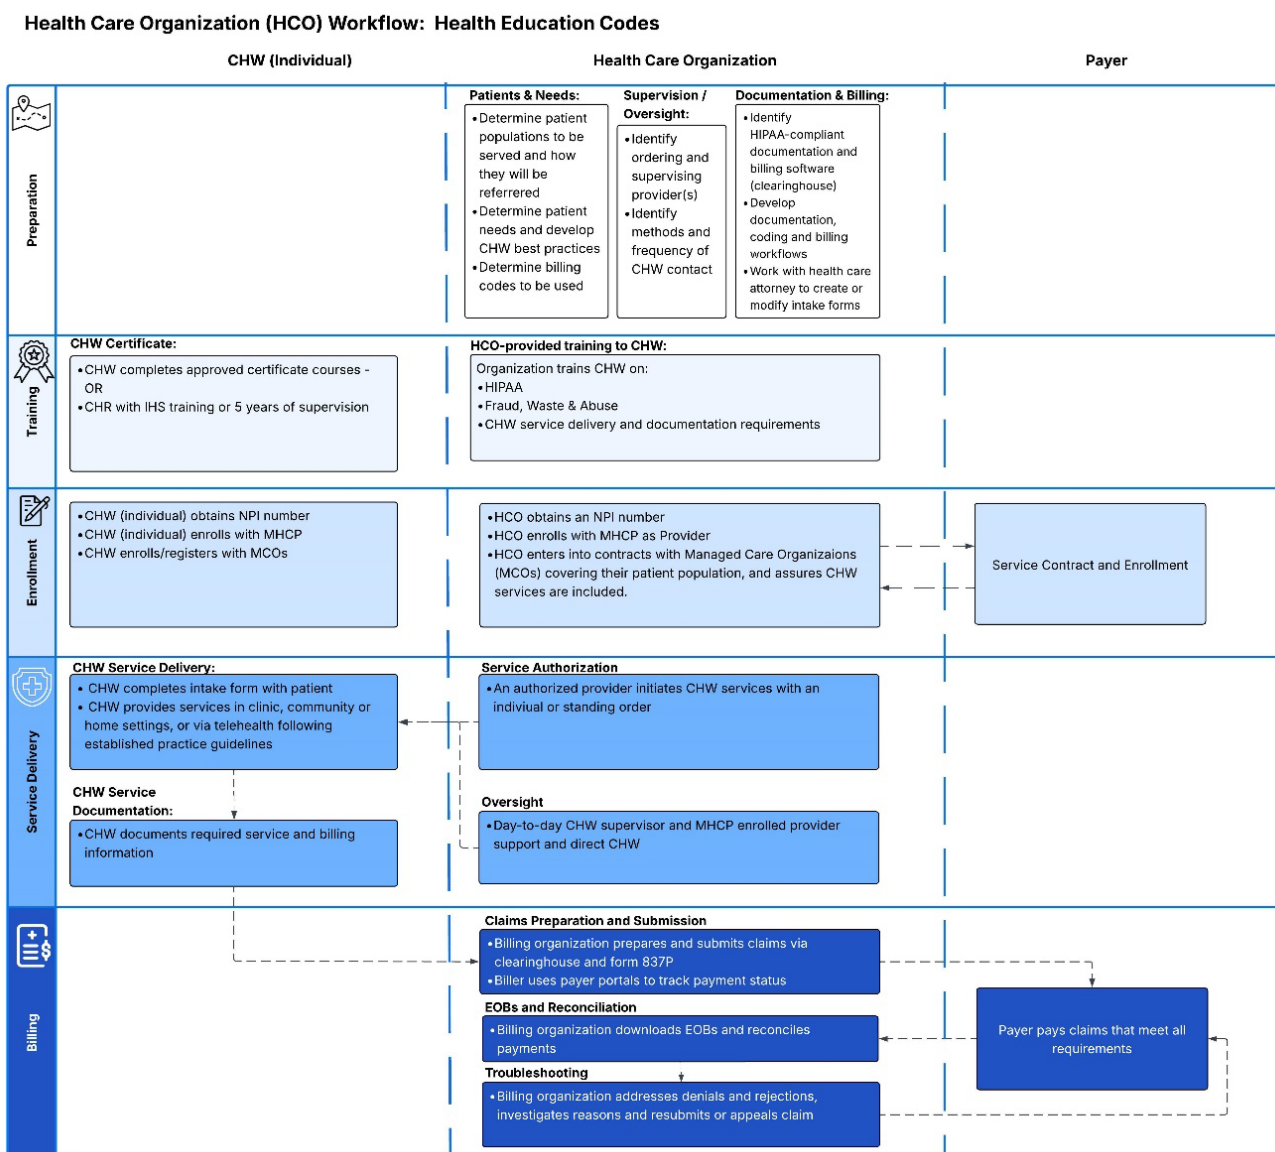 Health Care Organization (HCO) Workflow: Health Education Codes
CHW (Individual)
Health Care Organization
Payer
Preparation
Patients & Needs:
•Determine patient
populations to be
served and how
they will be
referrered
•Determine patient
needs and develop
CHW best practices
•Determine billing
codes to be used
Supervision /
Oversight:
•Identify
ordering and
supervising
provider(s)
•Identify
methods and
frequency of
CHW contact
Documentation & Billing:
•Identify
HIPAA-compliant
documentation and
billing software
(clearinghouse)
•Develop
documentation,
coding and billing
workflows
•Work with health care
attorney to create or
modify intake forms
Training
CHW Certificate:
•CHW completes approved certificate courses -
OR
•CHR with IHS training or 5 years of supervision
HCO-provided training to CHW:
Organization trains CHW on:
•HIPAA
•Fraud, Waste & Abuse
•CHW service delivery and documentation requirements
Enrollment
•CHW (individual) obtains NPI number
•CHW (individual) enrolls with MHCP
•CHW enrolls/registers with MCOs
•HCO obtains an NPI number
•HCO enrolls with MHCP as Provider
•HCO enters into contracts with Managed Care Organizaions
(MCOs) covering their patient population, and assures CHW
services are included.
Service Contract and Enrollment
Service Delivery
CHW Service Delivery:
• CHW completes intake form with patient
• CHW provides services in clinic, community or
home settings, or via telehealth following
established practice guidelines
Service Authorization
•An authorized provider initiates CHW services with an
indiviual or standing order
CHW Service
Documentation:
•CHW documents required service and billing
information
Oversight
•Day-to-day CHW supervisor and MHCP enrolled provider
support and direct CHW
Billing
Claims Preparation and Submission
•Billing organization prepares and submits claims via
clearinghouse and form 837P
•Biller uses payer portals to track payment status
EOBs and Reconciliation
•Billing organization downloads EOBs and reconciles
payments
Troubleshooting
•Billing organization addresses denials and rejections,
investigates reasons and resubmits or appeals claim
Payer pays claims that meet all
requirements